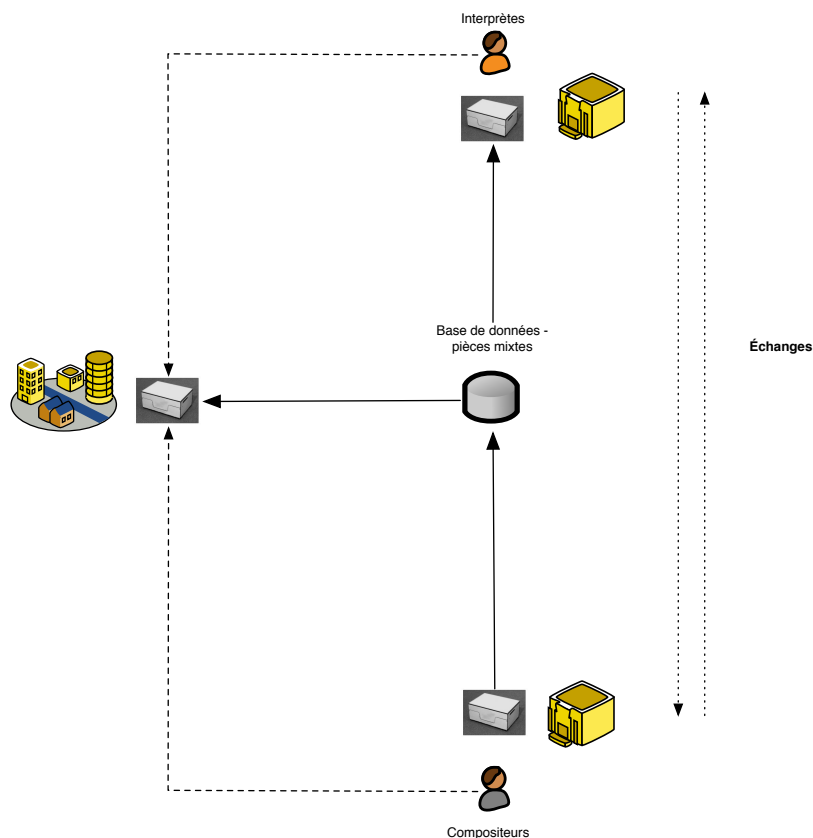 Interprètes
Base de données -
pièces mixtes
Échanges
Compositeurs